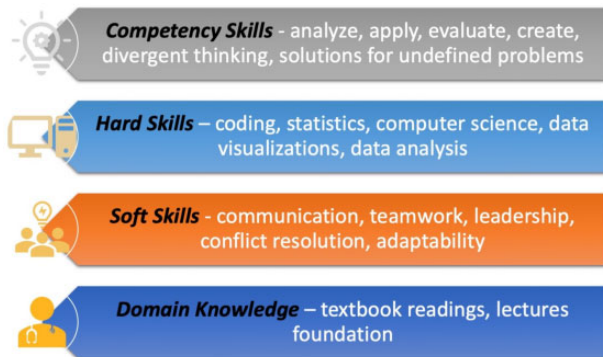 Competency Skills - analyze, apply, evaluate, create,
divergent thinking, solutions for undefined problems
Hard Skills – coding, statistics, computer science, data
visualizations, data analysis
Soft Skills - communication, teamwork, leadership,
conflict resolution, adaptability
Domain Knowledge – textbook readings, lectures
foundation